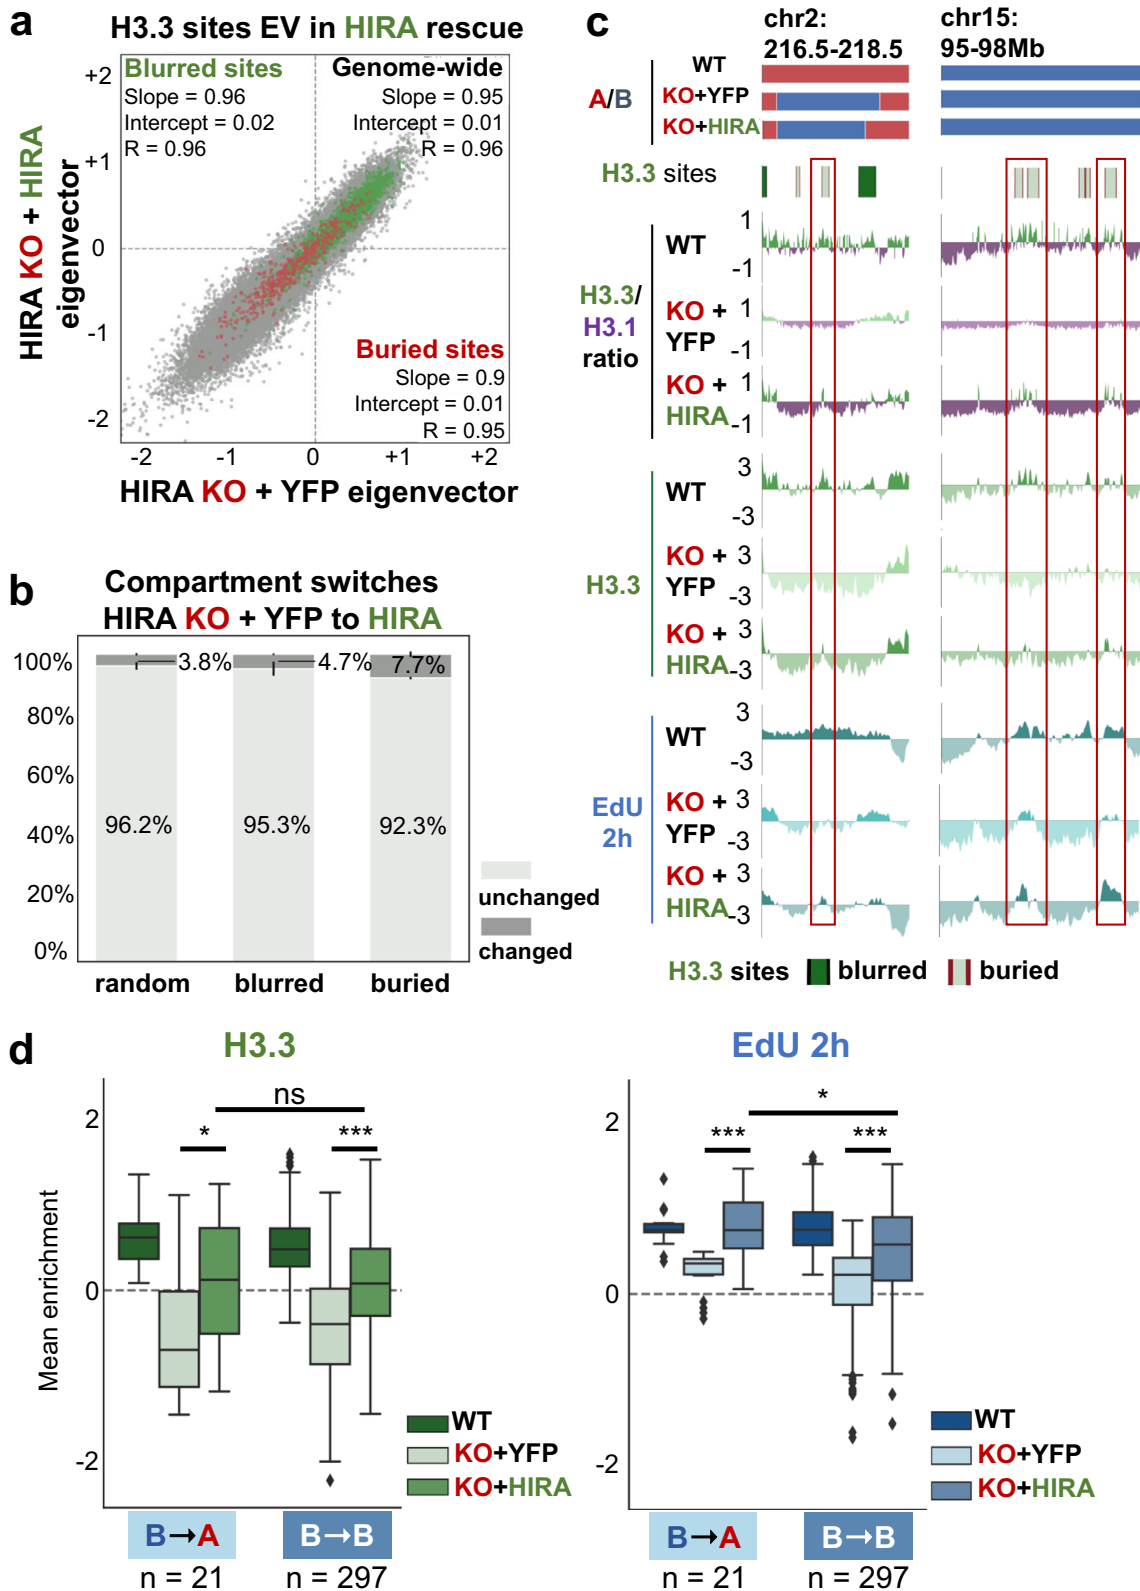 a
H3.3 sites EV in HIRA rescue
+2
+1
0
-1
-2
HIRA KO + HIRA
eigenvector
Blurred sites
Slope = 0.96
Intercept = 0.02
R = 0.96
Genome-wide
Slope = 0.95
Intercept = 0.01
R = 0.96
Buried sites
Slope = 0.9
Intercept = 0.01
R = 0.95
-2 -1 0 +1 +2
HIRA KO + YFP eigenvector
b
Compartment switches
HIRA KO + YFP to HIRA
100%
80%
60%
40%
20%
0%
3.8% 4.7% 7.7%
96.2% 95.3% 92.3%
unchanged
changed
random blurred buried
c
chr2:
216.5-218.5
chr15:
95-98Mb
A/B
WT
KO+YFP
KO+HIRA
H3.3 sites
H3.3/
H3.1
ratio
WT
1
-1
KO +
YFP
1
-1
KO +
HIRA
1
-1
H3.3
WT
3
-3
KO +
YFP
3
-3
KO +
HIRA
3
-3
EdU
2h
WT
3
-3
KO +
YFP
3
-3
KO +
HIRA
3
-3
H3.3 sites blurred buried
d
H3.3
Mean enrichment
2
0
-2
ns
* ***
WT
KO+YFP
KO+HIRA
B→A B→B
n = 21 n = 297
EdU 2h
2
0
-2
*
*** ***
WT
KO+YFP
KO+HIRA
B→A B→B
n = 21 n = 297